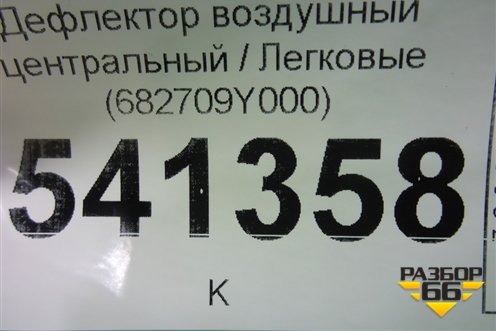 Дефлектор воздушный
центральный / Легковые
(682709Y000)
541358
К
РАЗБОР
66